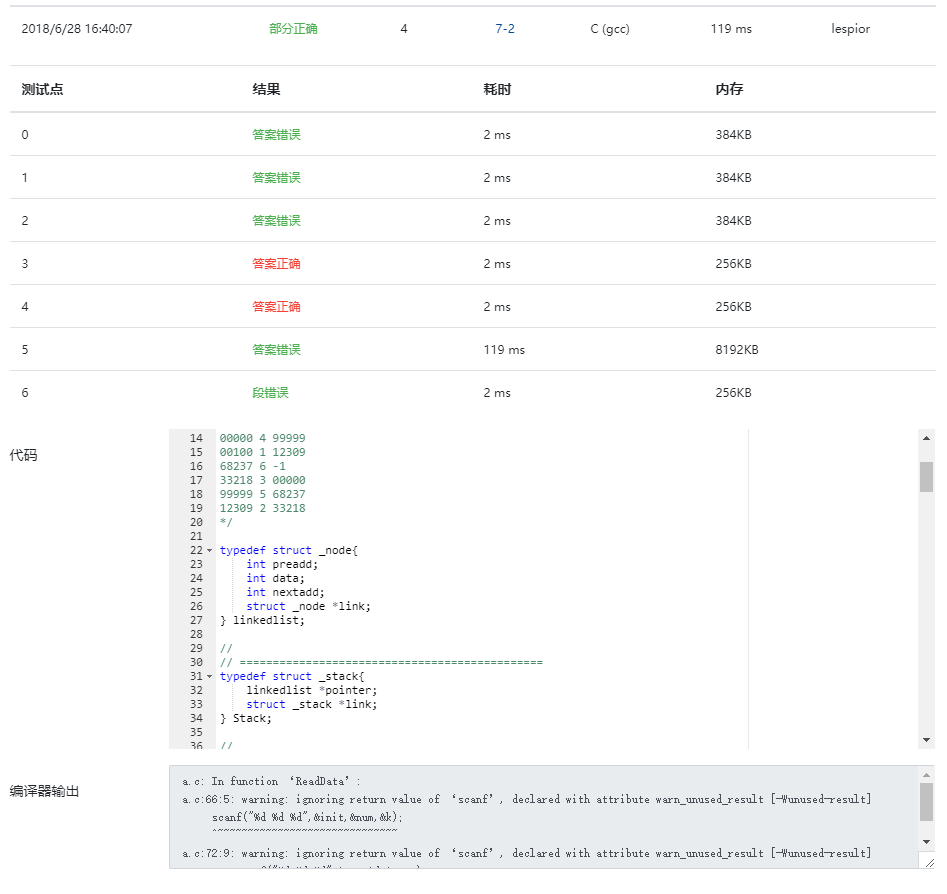 2018/6/28 16:40:07 部分正确 4 7-2 C (gcc) 119 ms lespior
测试点 结果 耗时 内存
0 答案错误 2 ms 384KB
1 答案错误 2 ms 384KB
2 答案错误 2 ms 384KB
3 答案正确 2 ms 256KB
4 答案正确 2 ms 256KB
5 答案错误 119 ms 8192KB
6 段错误 2 ms 256KB
代码
14 00000 4 99999
15 00100 1 12309
16 68237 6 -1
17 33218 3 00000
18 99999 5 68237
19 12309 2 33218
20 */
21
22 typedef struct _node{
23 int preadd;
24 int data;
25 int nextadd;
26 struct _node *link;
27 } linkedlist;
28
29 //
30 // ==============================================
31 typedef struct _stack{
32 linkedlist *pointer;
33 struct _stack *link;
34 } Stack;
35
36 //
编译器输出
a.c: In function ‘ReadData’:
a.c:66:5: warning: ignoring return value of ‘scanf’, declared with attribute warn_unused_result [-Wunused-result]
scanf("%d %d %d",&init,&num,&k);
^~~~~~~~~~~~~~~~~~~~~~~~~~~~~~~
a.c:72:9: warning: ignoring return value of ‘scanf’, declared with attribute warn_unused_result [-Wunused-result]